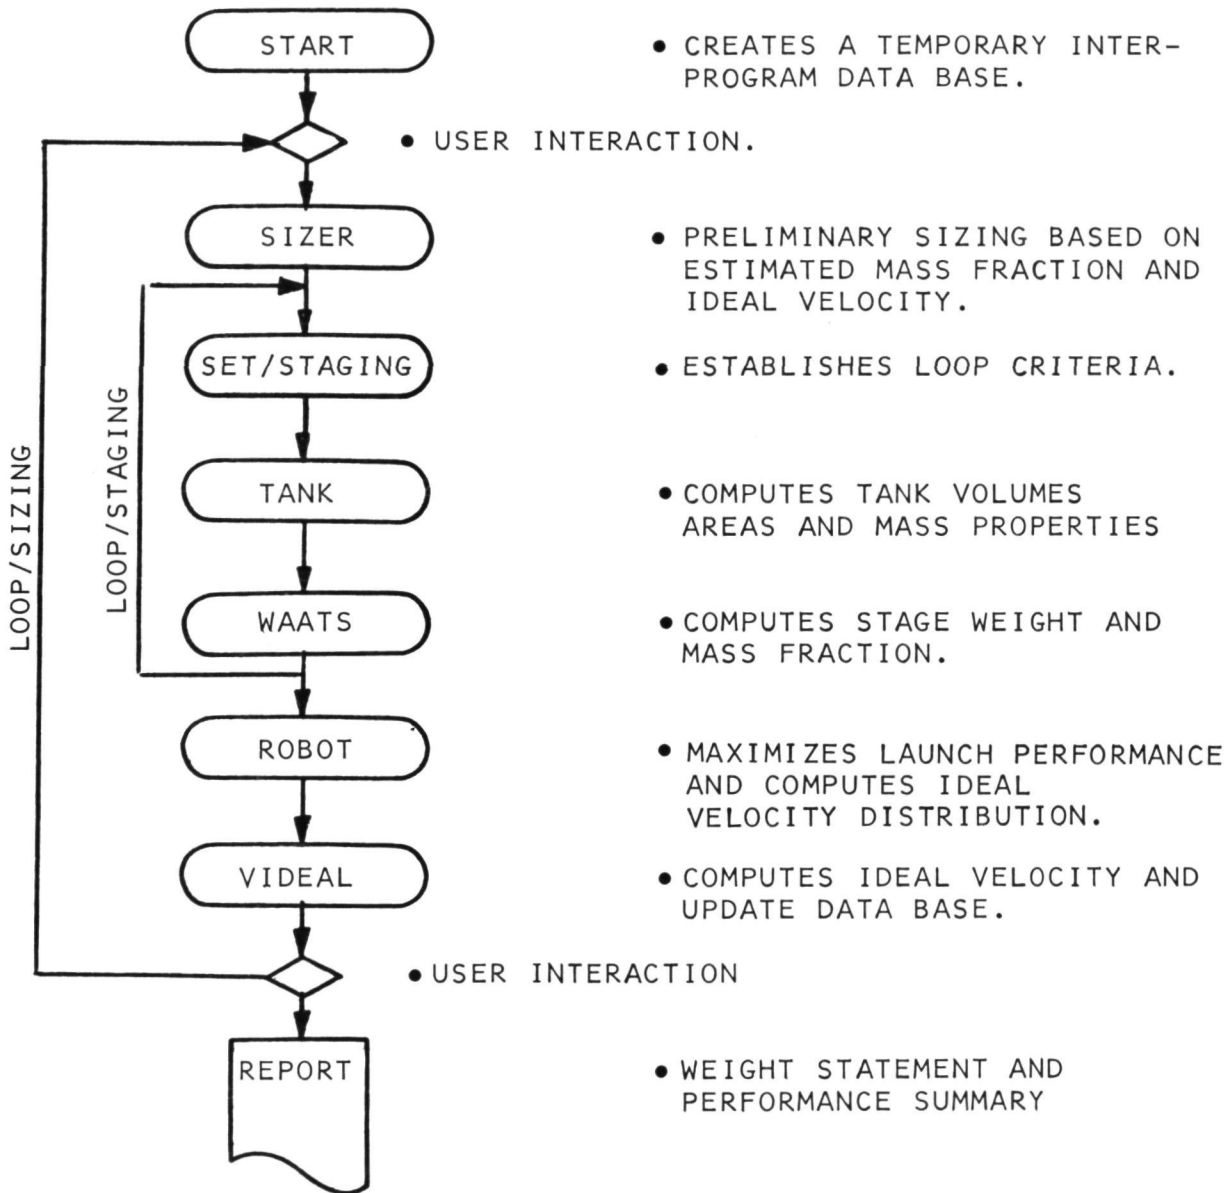 START
• CREATES A TEMPORARY INTER-
PROGRAM DATA BASE.
• USER INTERACTION.
SIZER
• PRELIMINARY SIZING BASED ON
ESTIMATED MASS FRACTION AND
IDEAL VELOCITY.
SET/STAGING
• ESTABLISHES LOOP CRITERIA.
LOOP/SIZING
LOOP/STAGING
TANK
• COMPUTES TANK VOLUMES
AREAS AND MASS PROPERTIES
WAATS
• COMPUTES STAGE WEIGHT AND
MASS FRACTION.
ROBOT
• MAXIMIZES LAUNCH PERFORMANCE
AND COMPUTES IDEAL
VELOCITY DISTRIBUTION.
VIDEAL
• COMPUTES IDEAL VELOCITY AND
UPDATE DATA BASE.
• USER INTERACTION
REPORT
• WEIGHT STATEMENT AND
PERFORMANCE SUMMARY